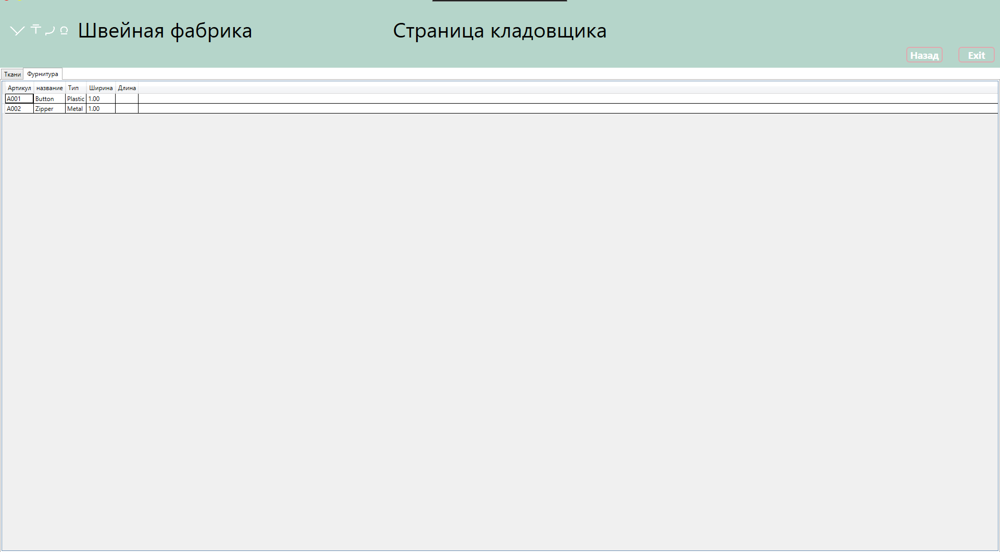 Швейная фабрика
Страница кладовщика
Назад
Exit
Ткани
Фурнитура
Артикул название Тип Ширина Длина
A001 Button Plastic 1.00
A002 Zipper Metal 1.00